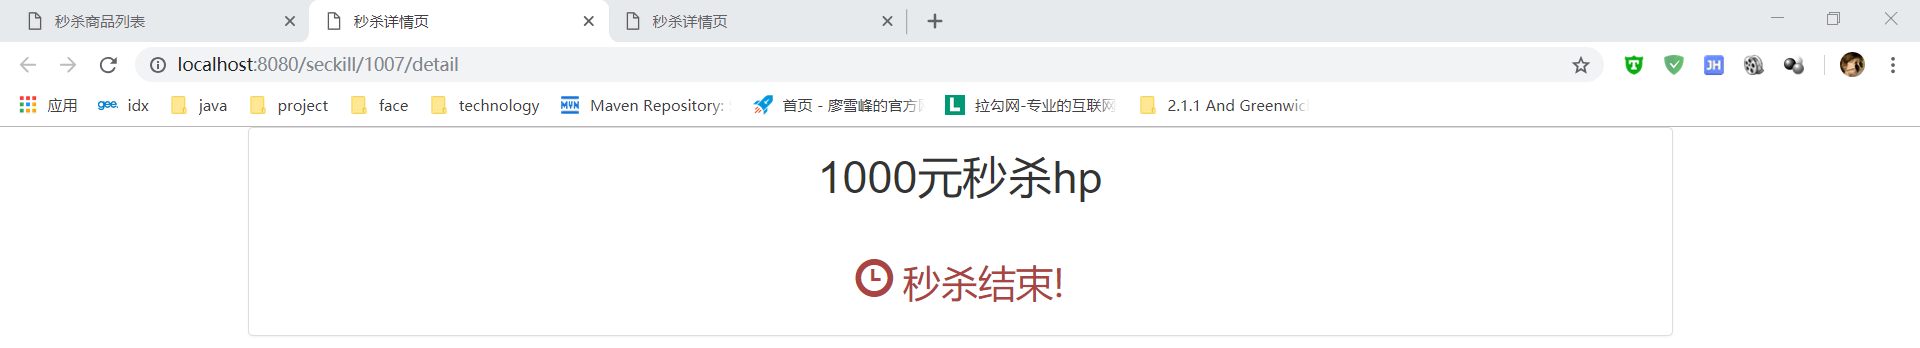 秒杀商品列表
秒杀详情页
秒杀详情页
localhost:8080/seckill/1007/detail
JH
应用
gee. idx
java
project
face
technology
MVN Maven Repository:
首页 - 廖雪峰的官方
L 拉勾网-专业的互联网
2.1.1 And Greenwic
1000元秒杀hp
秒杀结束!